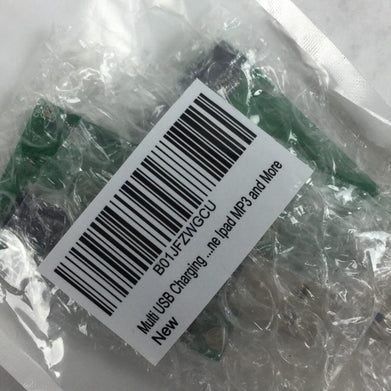 B01JFZWGCU
Multi USB Charging ...ne Ipad MP3 and More
New